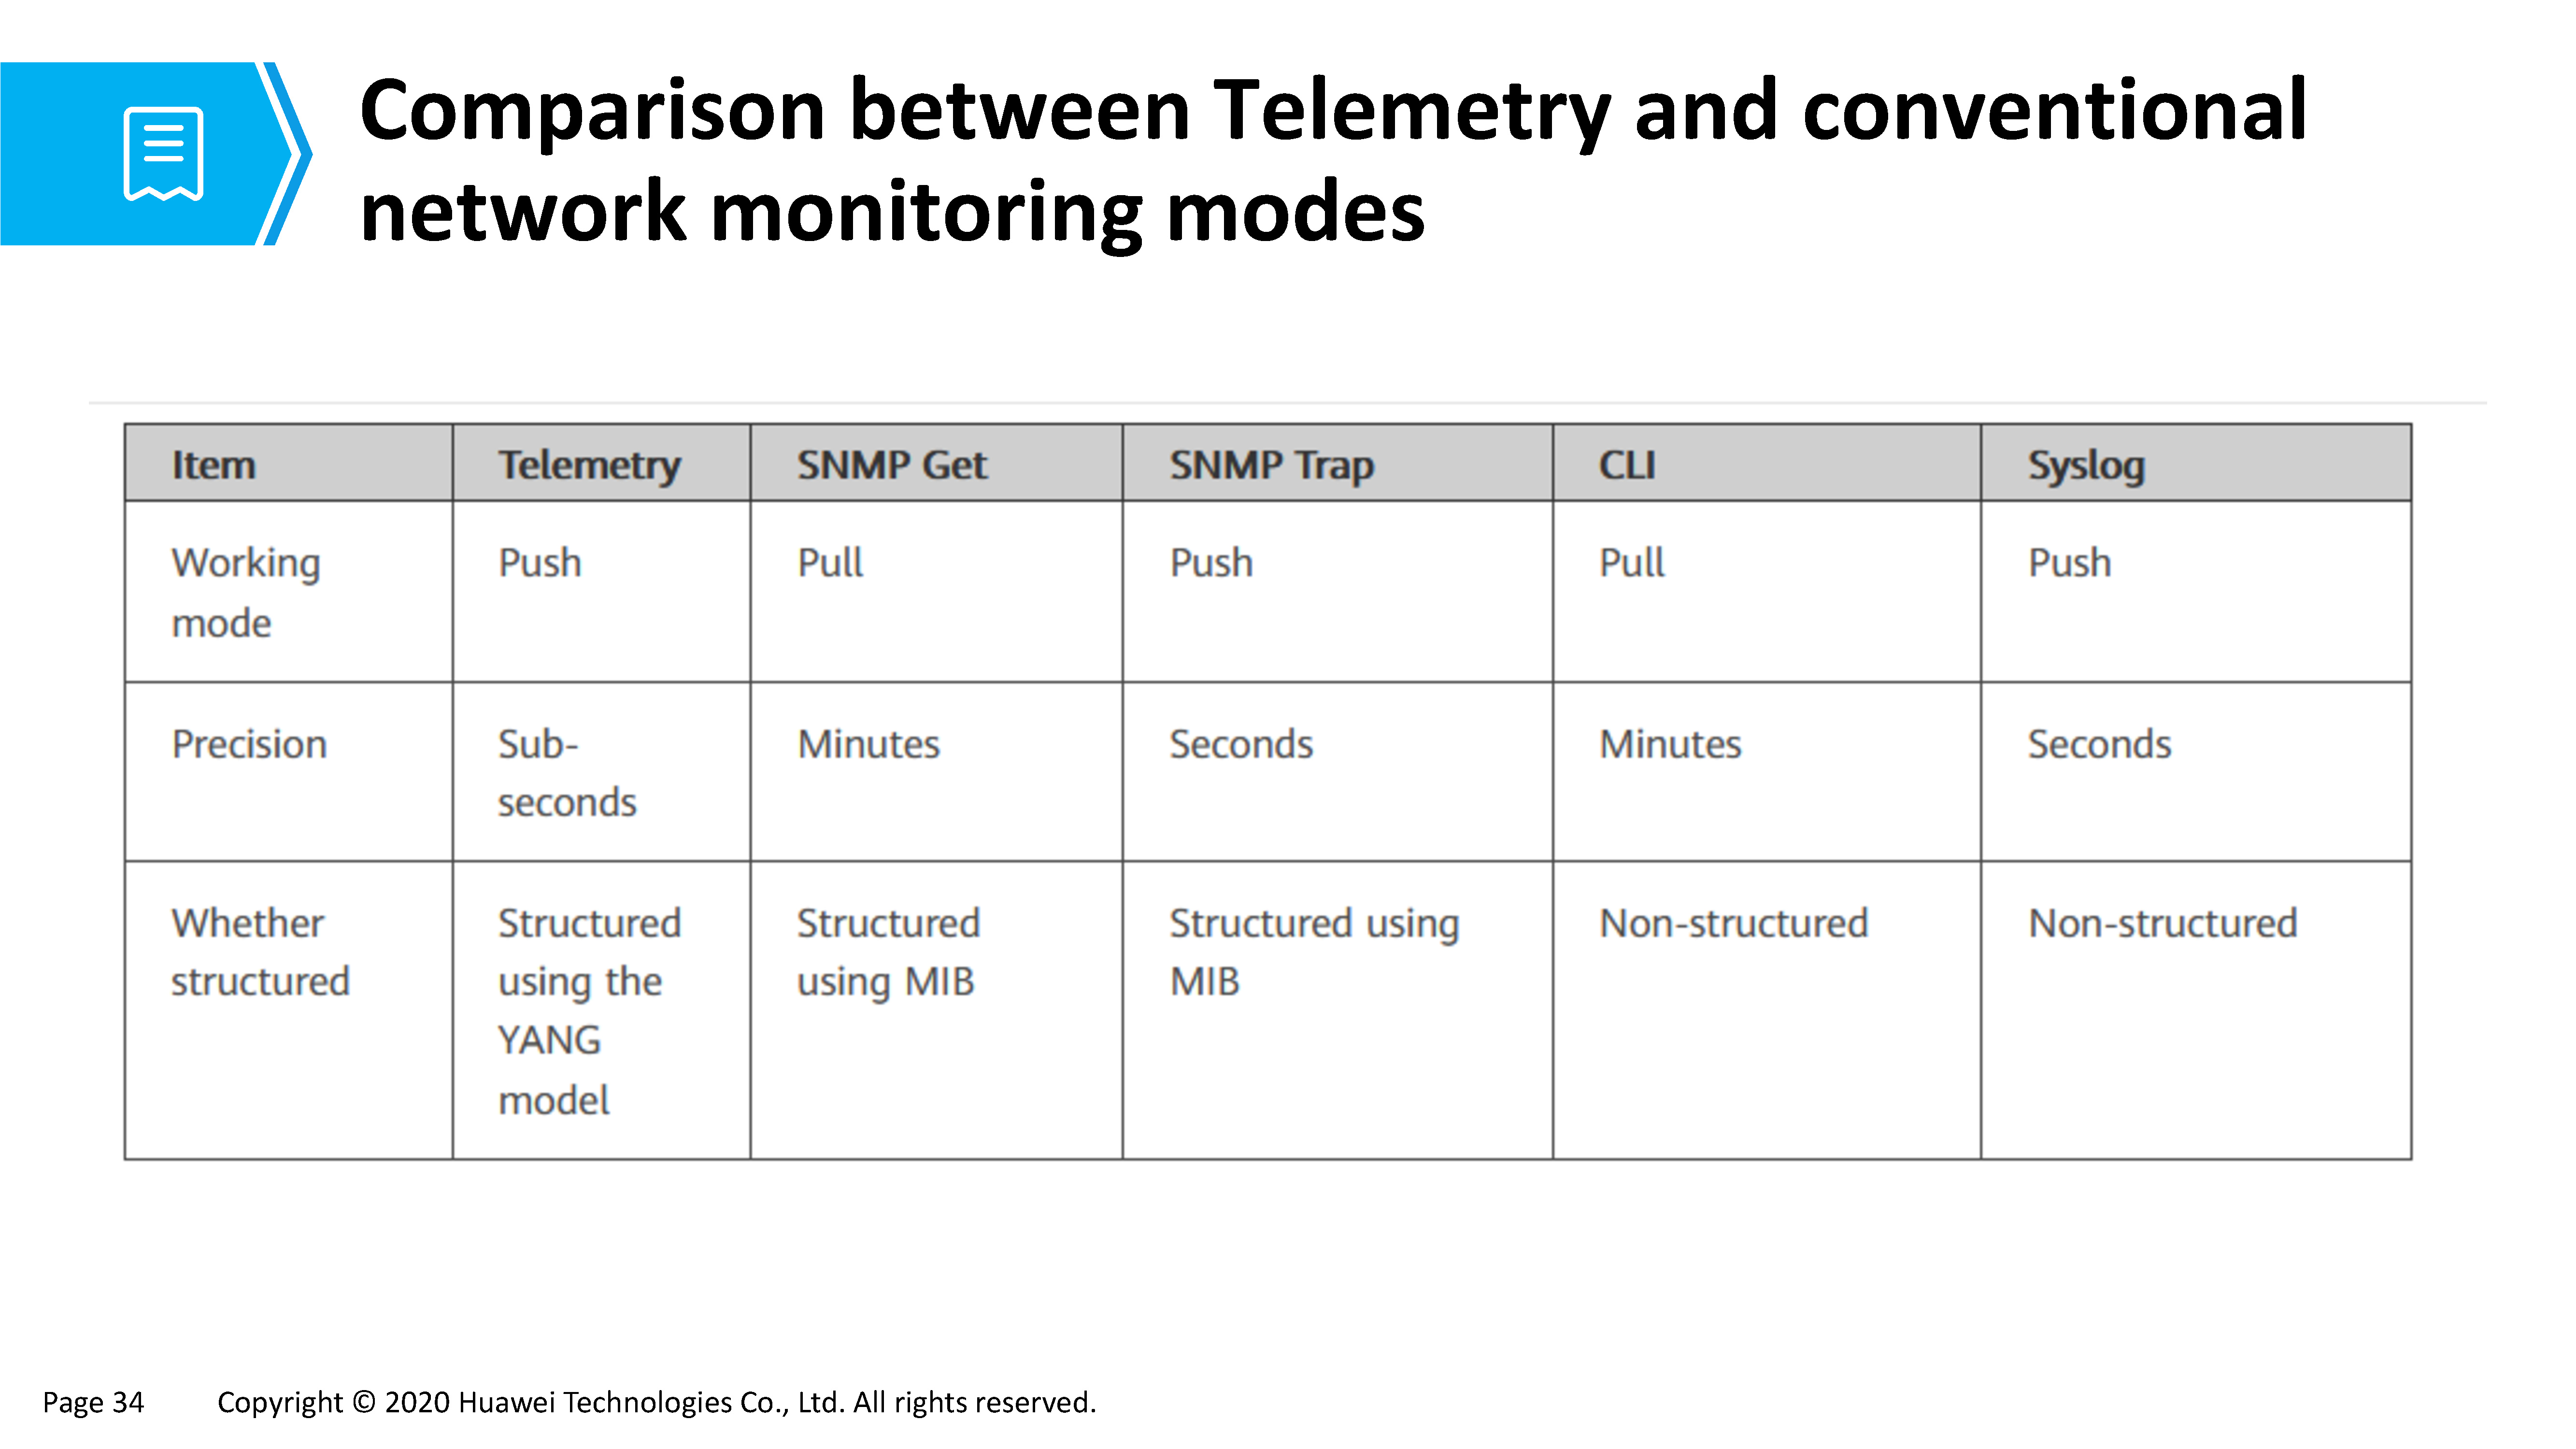 Comparison between Telemetry and conventional
network monitoring modes
Item Telemetry SNMP Get SNMP Trap CLI Syslog
Working Push Pull Push Pull Push
mode
Precision Sub- Minutes Seconds Minutes Seconds
seconds
Whether Structured Structured Structured using Non-structured Non-structured
structured using the using MIB MIB
YANG
model
Page 34 Copyright © 2020 Huawei Technologies Co., Ltd. All rights reserved.